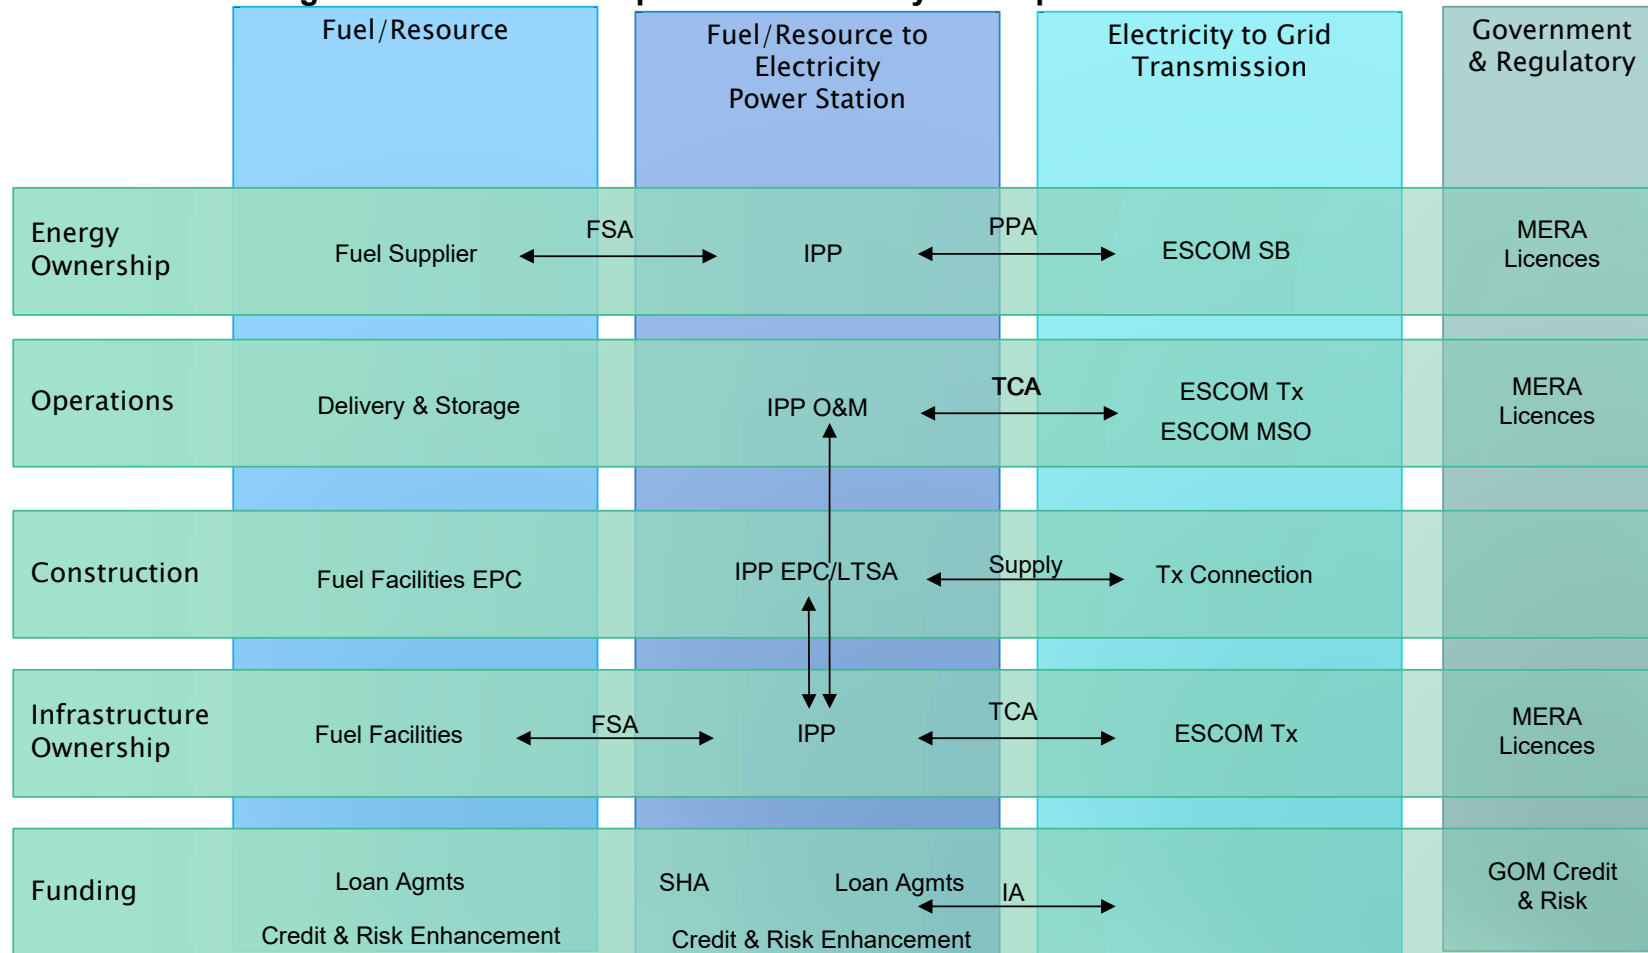 Fuel/Resource
Fuel/Resource to
Electricity
Power Station
Electricity to Grid
Transmission
Government
& Regulatory
Energy
Ownership
Fuel Supplier
FSA
IPP
PPA
ESCOM SB
MERA
Licences
Operations
Delivery & Storage
IPP O&M
TCA
ESCOM Tx
ESCOM MSO
MERA
Licences
Construction
Fuel Facilities EPC
IPP EPC/LTSA
Supply
Tx Connection
Infrastructure
Ownership
Fuel Facilities
FSA
IPP
TCA
ESCOM Tx
MERA
Licences
Funding
Loan Agmts
SHA
Loan Agmts
IA
GOM Credit
& Risk
Credit & Risk Enhancement
Credit & Risk Enhancement